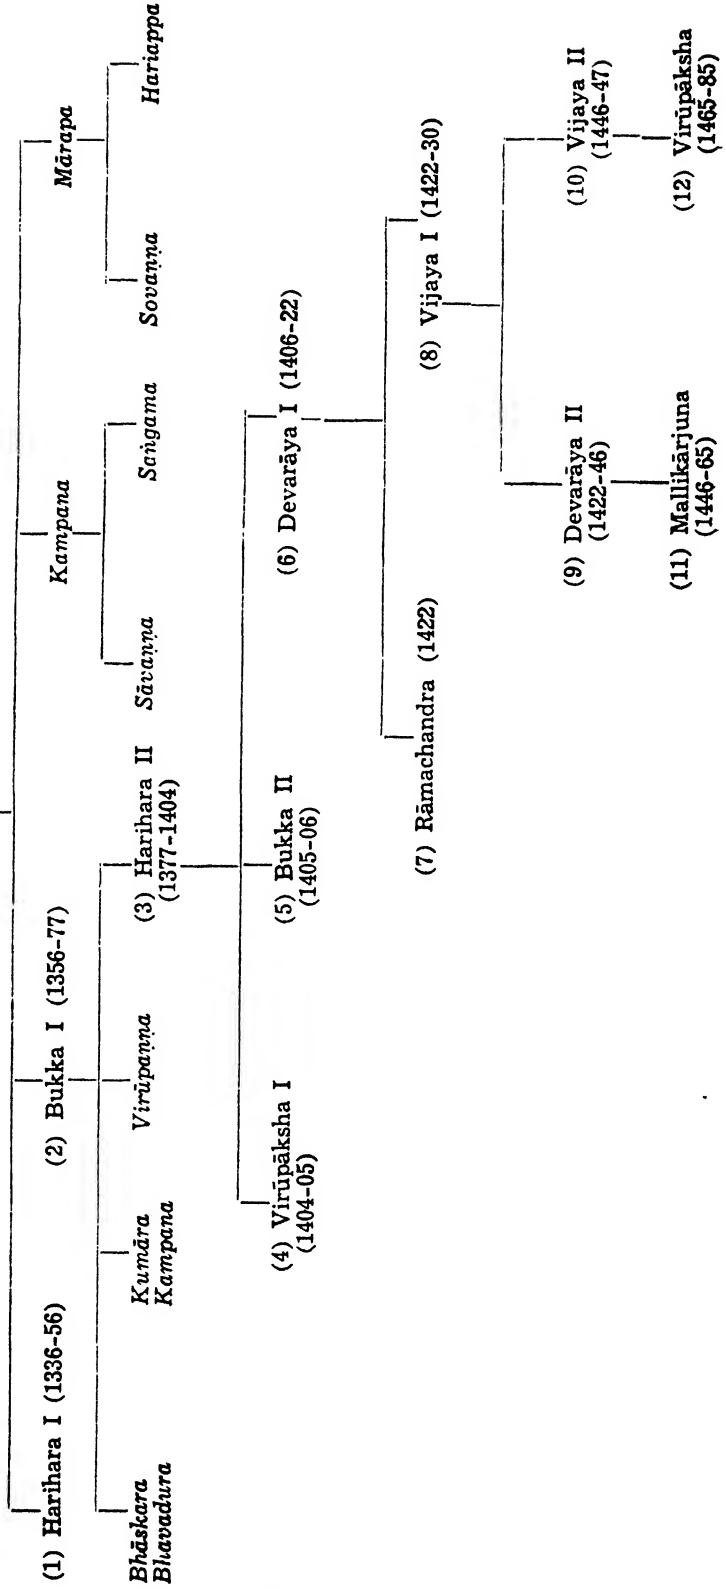 (1) Harihara I (1336-56)
(2) Bukka I (1356-77)
Kampana
Mārapa
Bhāskara
Bhavadura
Kumāra
Kampana
Virūpaṇṇa
(3) Harihara II
(1377-1404)
Sāvaṇṇa
Saṅgama
Sovaṇṇa
Hariappa
(4) Virūpāksha I
(1404-05)
(5) Bukka II
(1405-06)
(6) Devarāya I (1406-22)
(7) Rāmachandra (1422)
(8) Vijaya I (1422-30)
(9) Devarāya II
(1422-46)
(10) Vijaya II
(1446-47)
(11) Mallikārjuna
(1446-65)
(12) Virūpāksha
(1465-85)